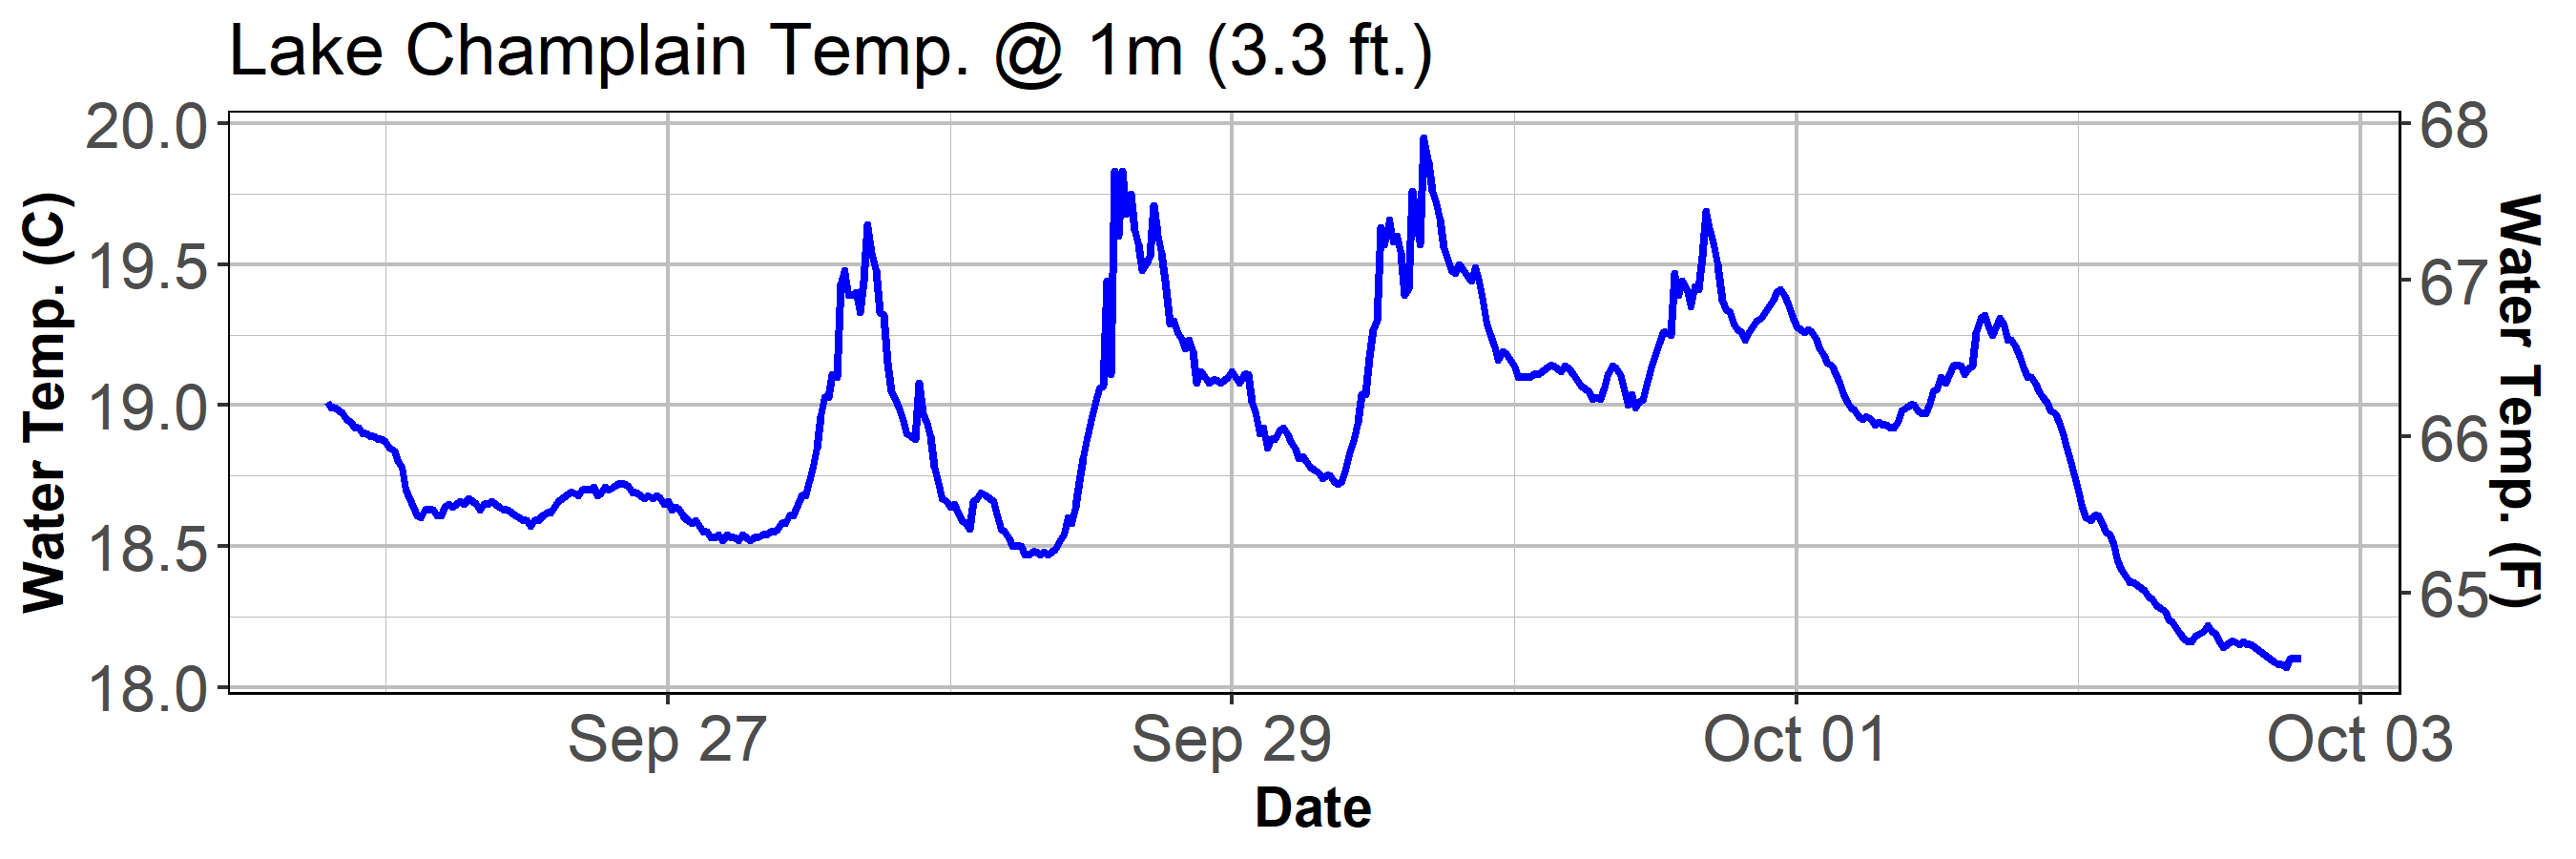 Lake Champlain Temp. @ 1m (3.3 ft.)
Water Temp. (C)
20.0
19.5
19.0
18.5
18.0
68
67
66
65
Water Temp. (F)
Sep 27
Sep 29
Oct 01
Oct 03
Date